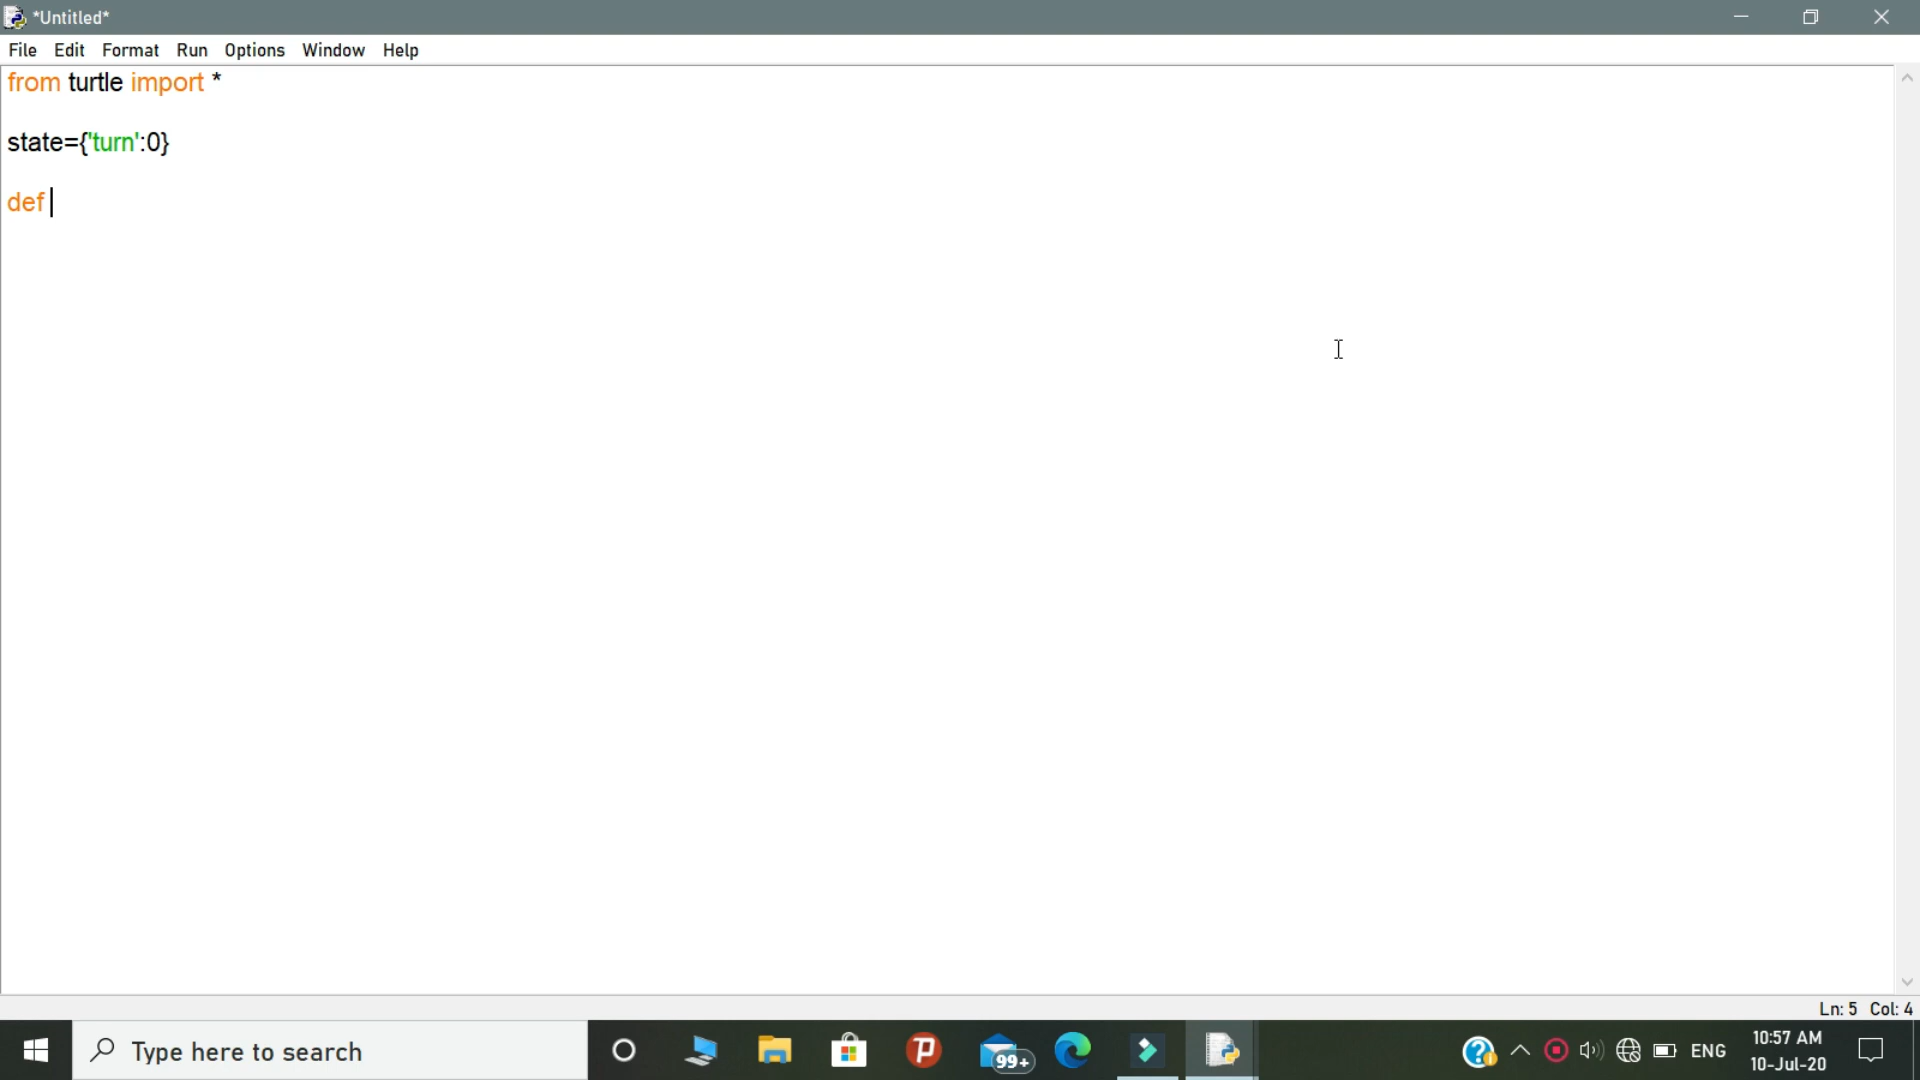 *Untitled*
File Edit Format Run Options Window Help
from turtle import *
state={'turn':0}
def
Ln: 5 Col: 4
Type here to search
99+
ENG
10:57 AM
10-Jul-20